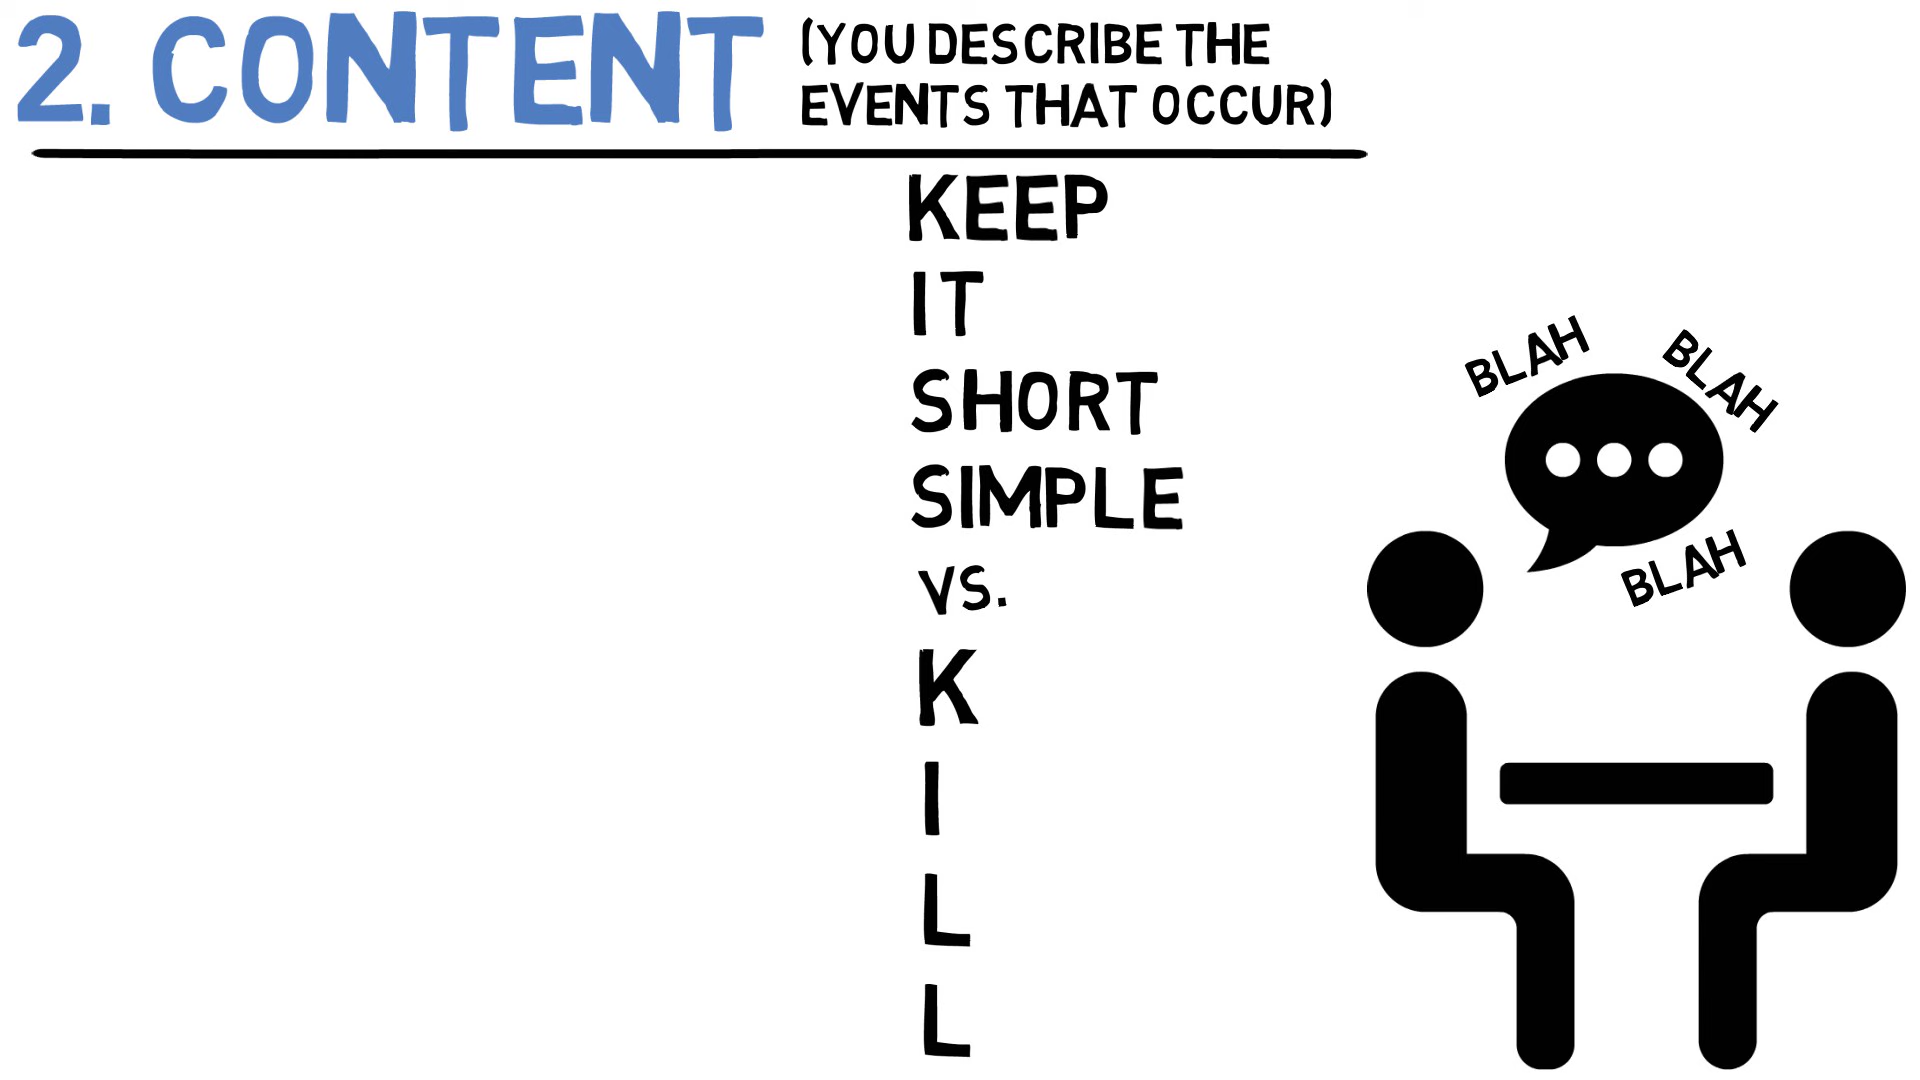 2. CONTENT
(YOU DESCRIBE THE
EVENTS THAT OCCUR)
KEEP
IT
SHORT
SIMPLE
VS.
K
I
L
L
BLAH
BLAH
BLAH